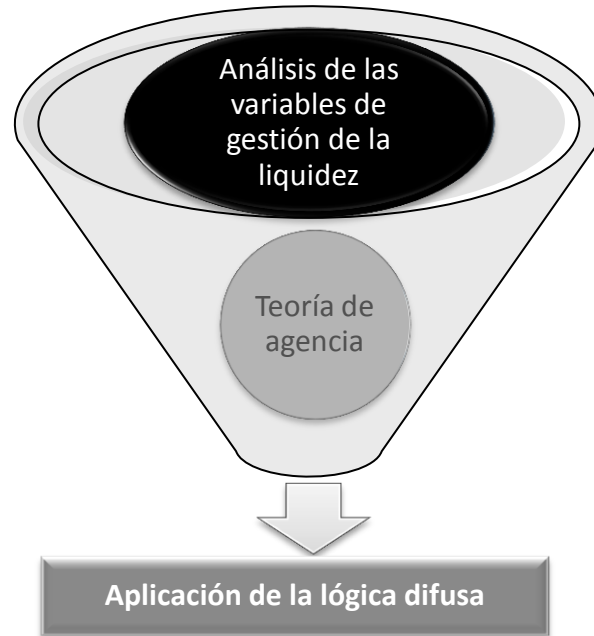 Análisis de las
variables de
gestión de la
liquidez
Teoría de
agencia
Aplicación de la lógica difusa